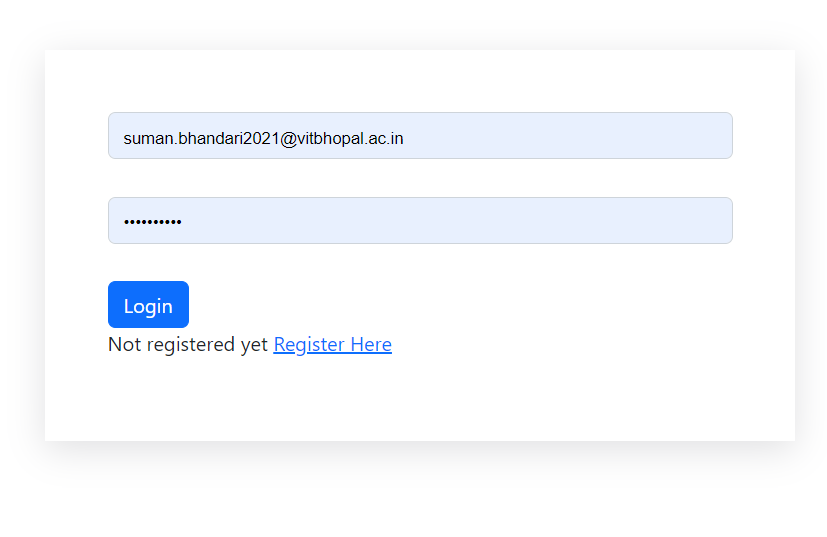 suman.bhandari2021@vitbhopal.ac.in
••••••••••
Login
Not registered yet Register Here